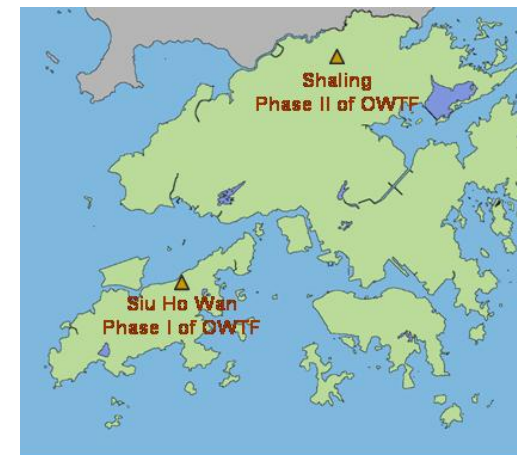 Shaling
Phase II of OWTF
Siu Ho Wan
Phase I of OWTF